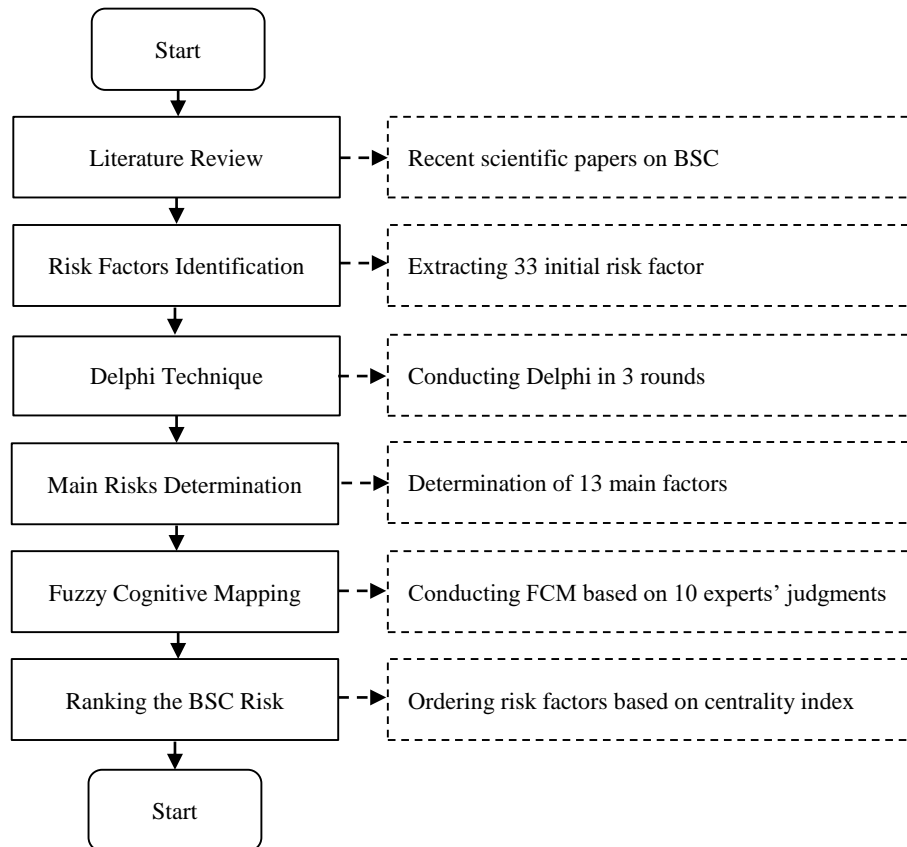 Start
Literature Review
Recent scientific papers on BSC
Risk Factors Identification
Extracting 33 initial risk factor
Delphi Technique
Conducting Delphi in 3 rounds
Main Risks Determination
Determination of 13 main factors
Fuzzy Cognitive Mapping
Conducting FCM based on 10 experts’ judgments
Ranking the BSC Risk
Ordering risk factors based on centrality index
Start